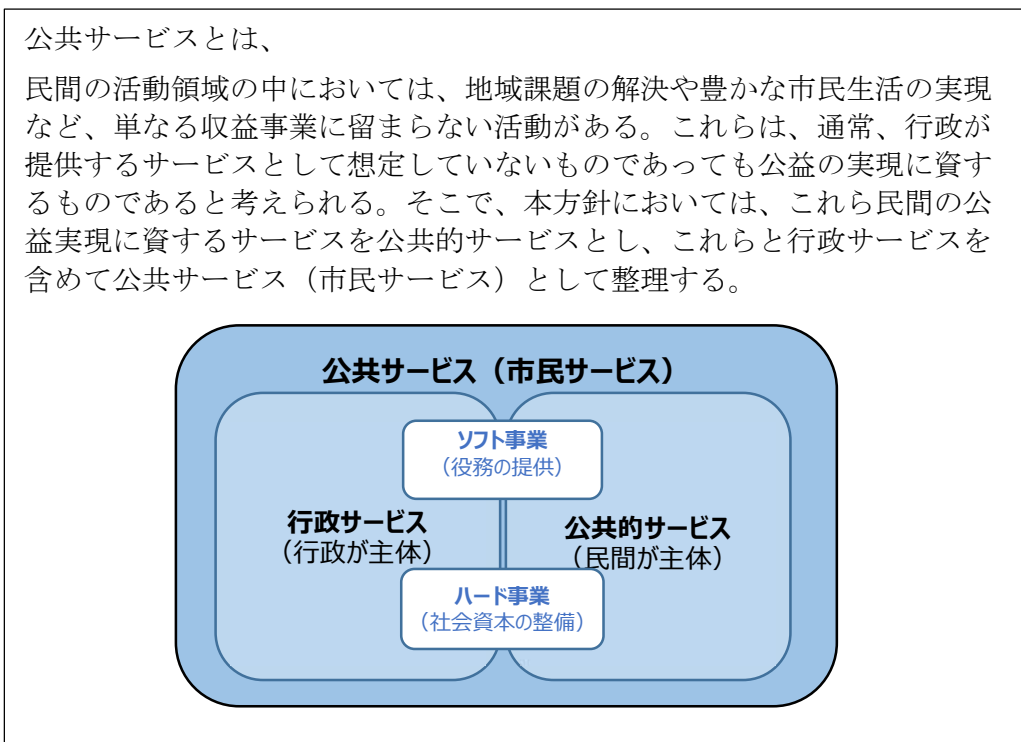 公共サービスとは、
民間の活動領域の中においては、地域課題の解決や豊かな市民生活の実現
など、単なる収益事業に留まらない活動がある。これらは、通常、行政が
提供するサービスとして想定していないものであっても公益の実現に資す
るものであると考えられる。そこで、本方針においては、これら民間の公
益実現に資するサービスを公共的サービスとし、これらと行政サービスを
含めて公共サービス（市民サービス）として整理する。
公共サービス（市民サービス）
ソフト事業
（役務の提供）
行政サービス
（行政が主体）
公共的サービス
（民間が主体）
ハード事業
（社会資本の整備）